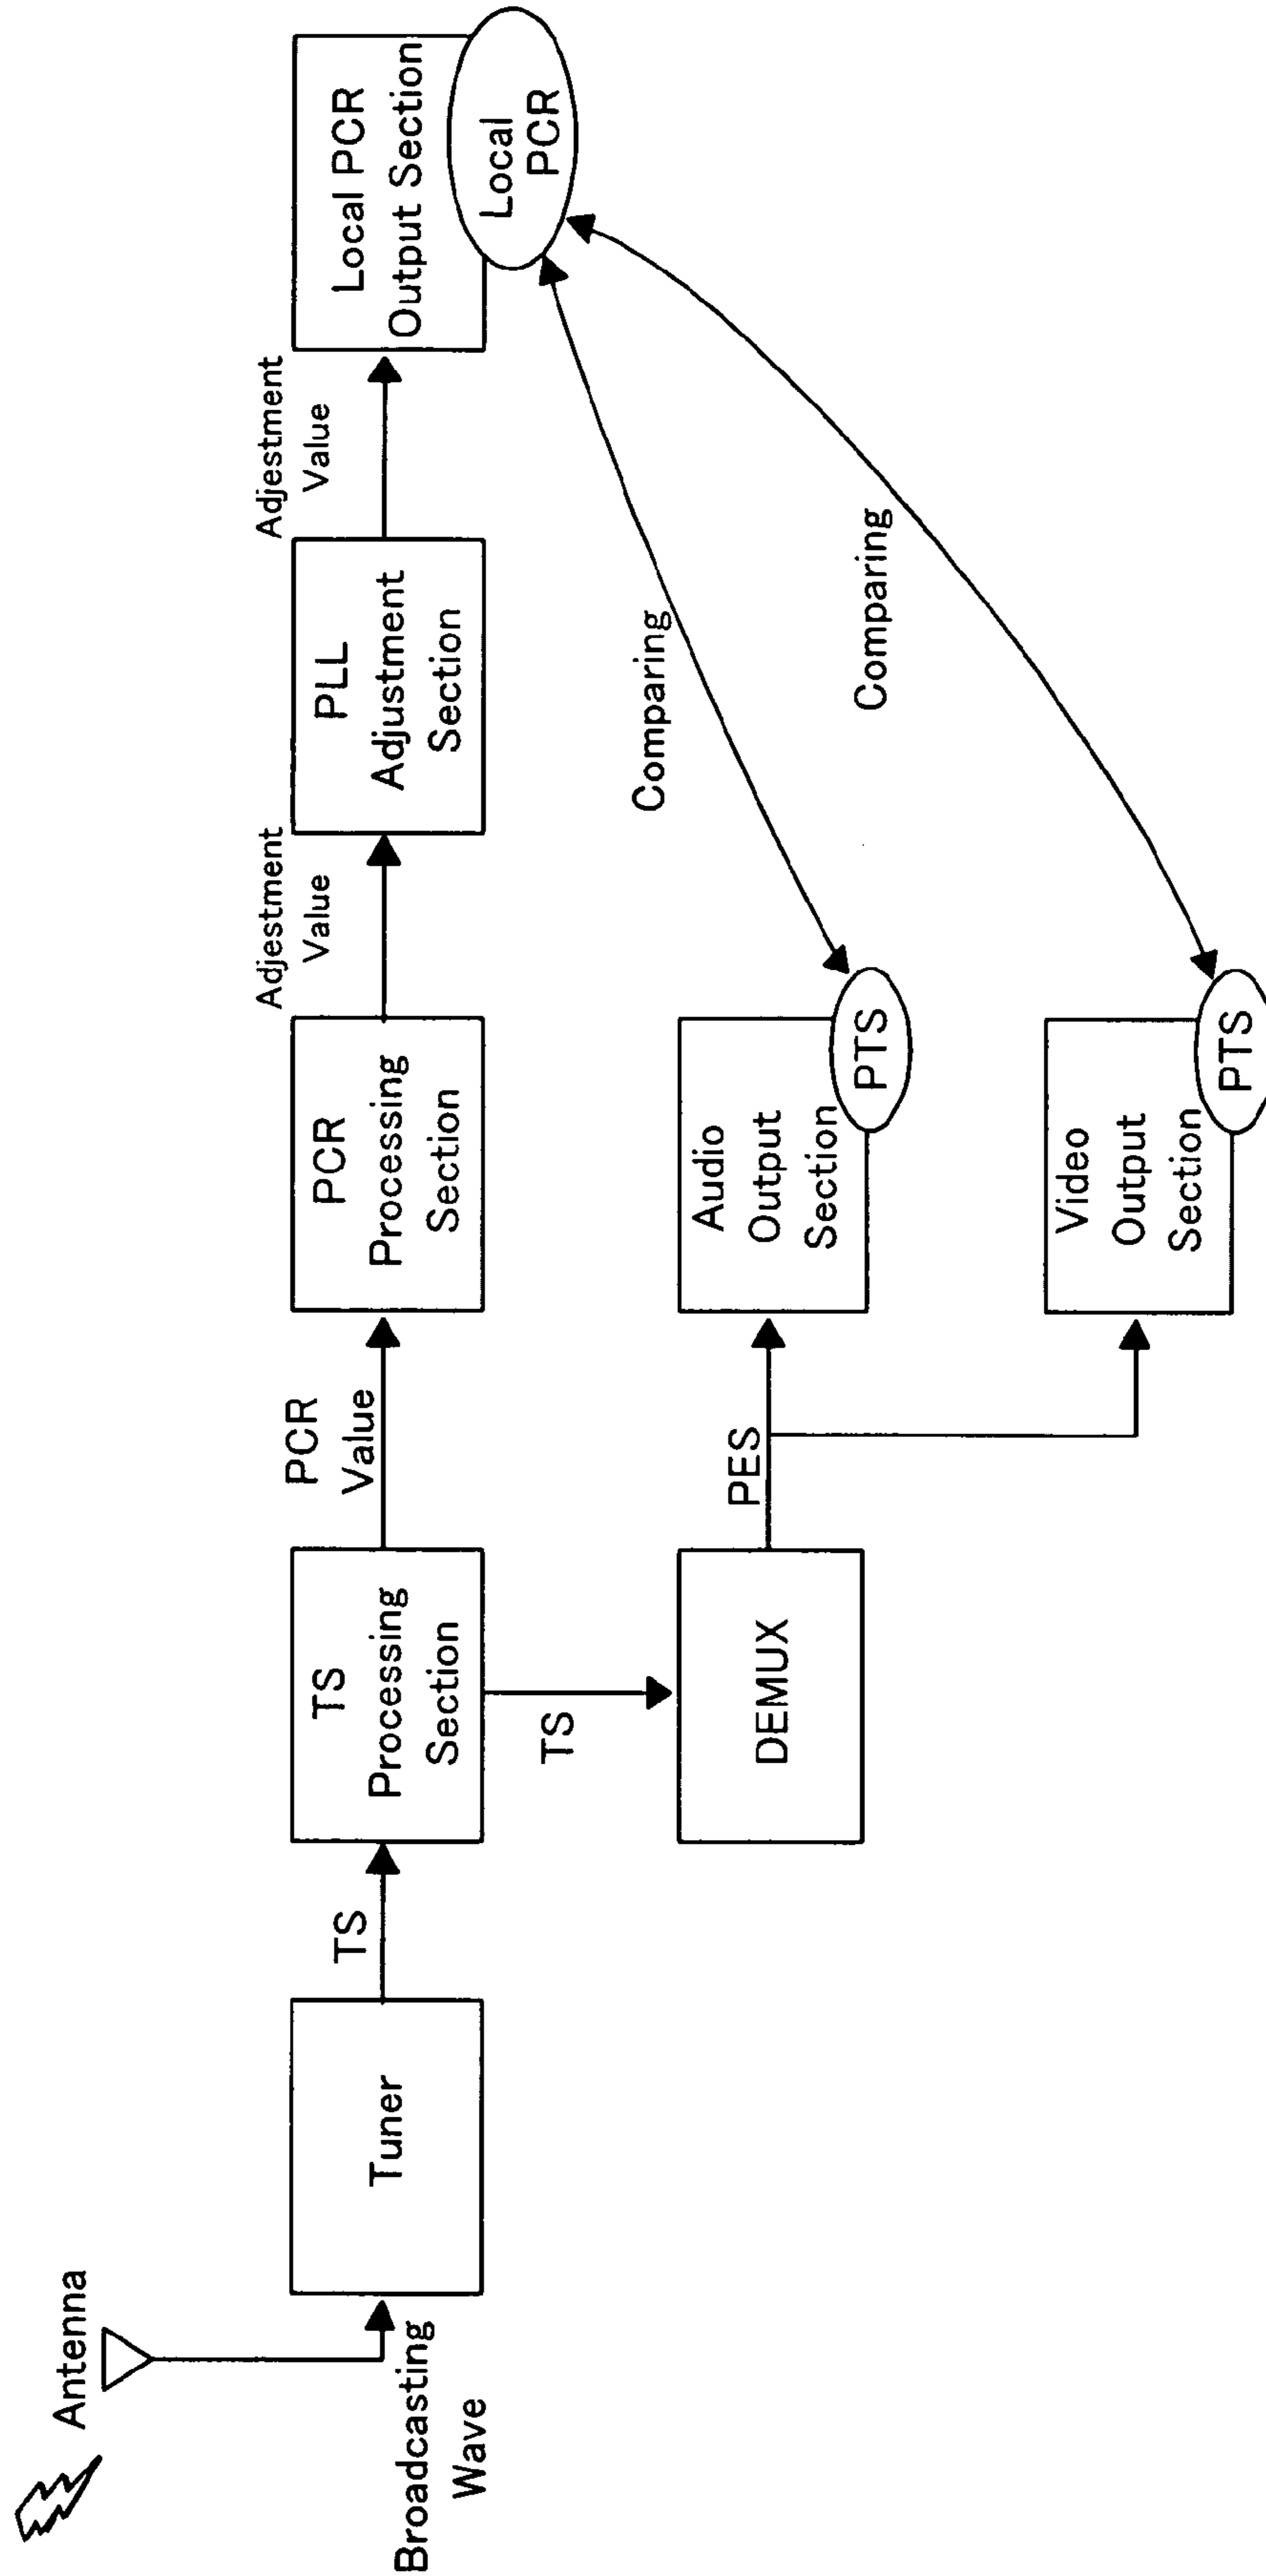 Antenna
Broadcasting
Wave
Tuner
TS
TS
Processing
Section
PCR
Value
PCR
Processing
Section
Adjestment
Value
PLL
Adjustment
Section
Adjestment
Value
Local PCR
Output Section
Local
PCR
TS
DEMUX
PES
Audio
Output
Section
PTS
Comparing
Video
Output
Section
PTS
Comparing